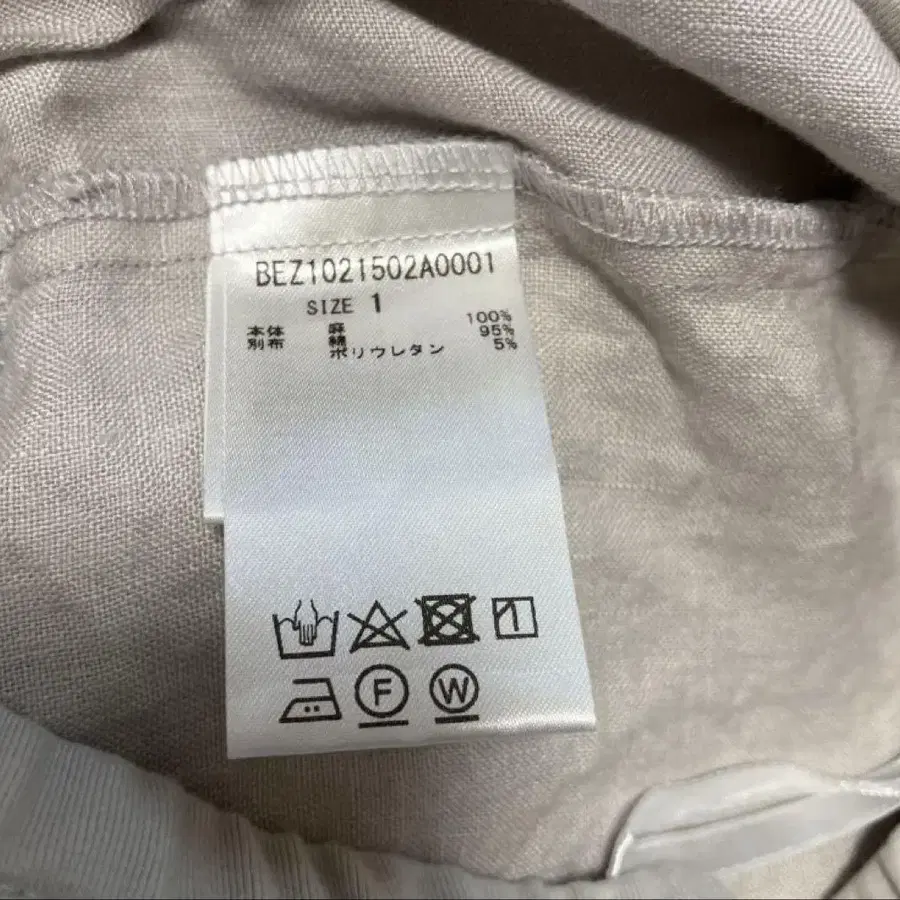 BEZ1021502A0001
SIZE 1
本体 麻 100%
別布 綿 95%
ポリウレタン 5%
F W